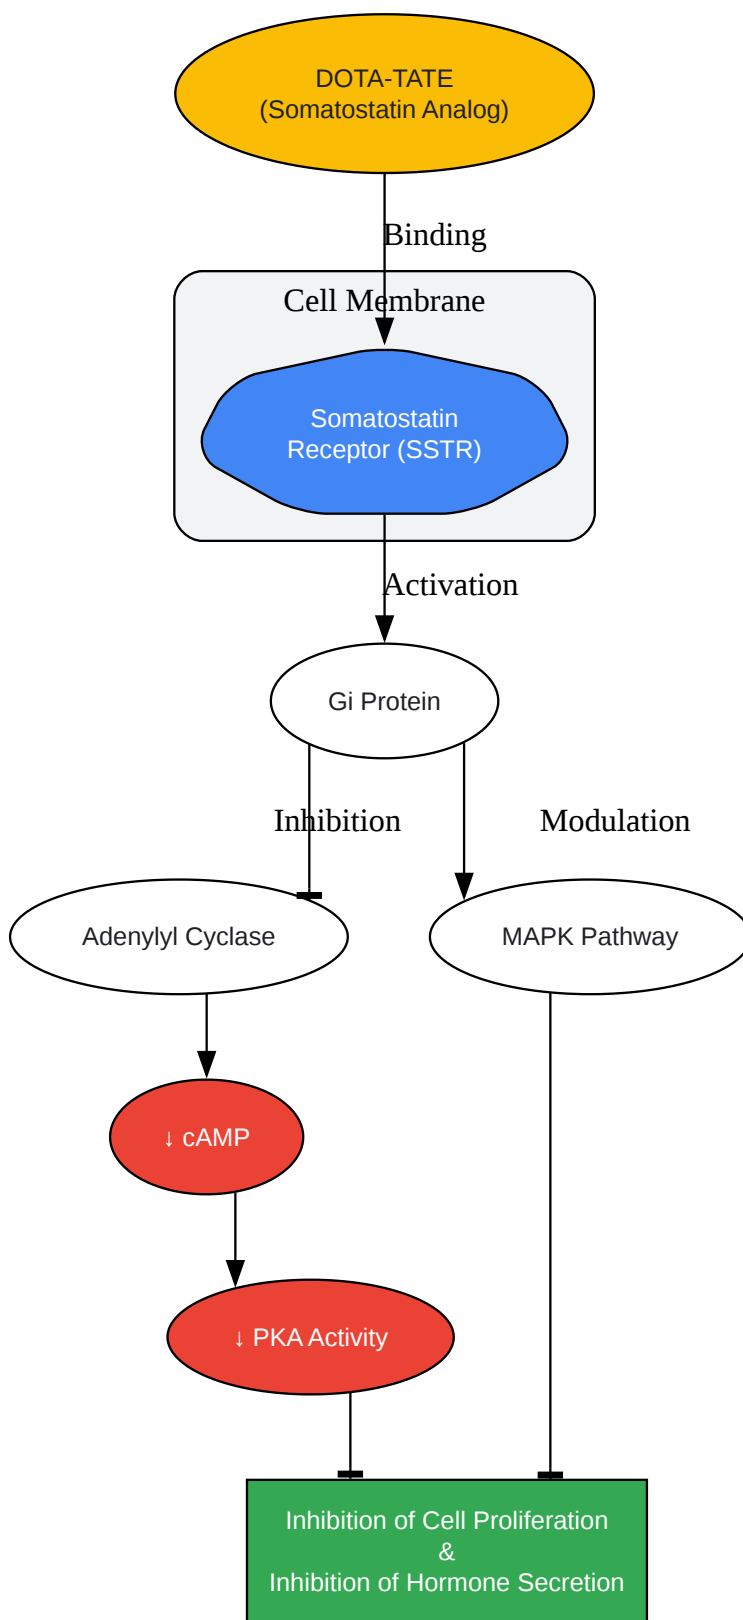 DOTA-TATE
(Somatostatin Analog)
Binding
Cell Membrane
Somatostatin
Receptor (SSTR)
Activation
Gi Protein
Inhibition
Modulation
Adenylyl Cyclase
MAPK Pathway
↓ cAMP
↓ PKA Activity
Inhibition of Cell Proliferation
&
Inhibition of Hormone Secretion